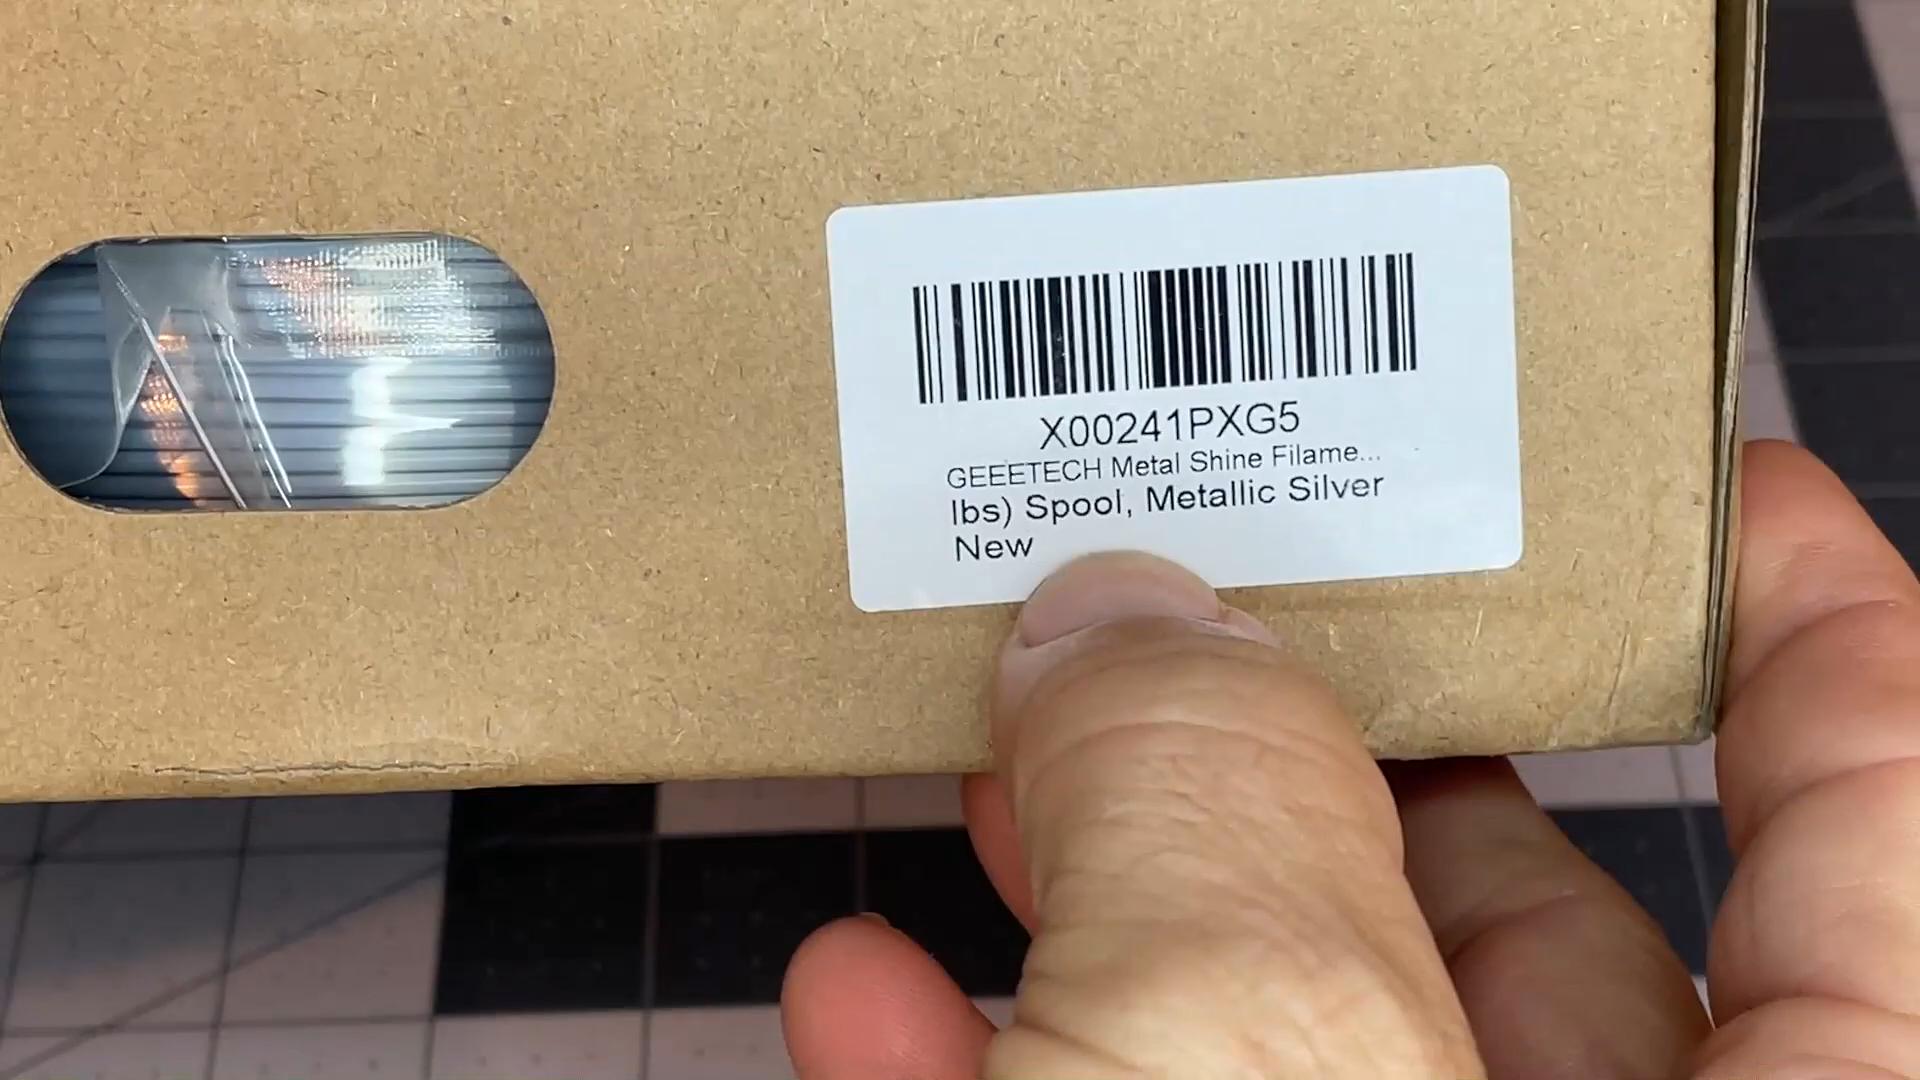 X00241PXG5
GEEETECH Metal Shine Filame...
lbs) Spool, Metallic Silver
New